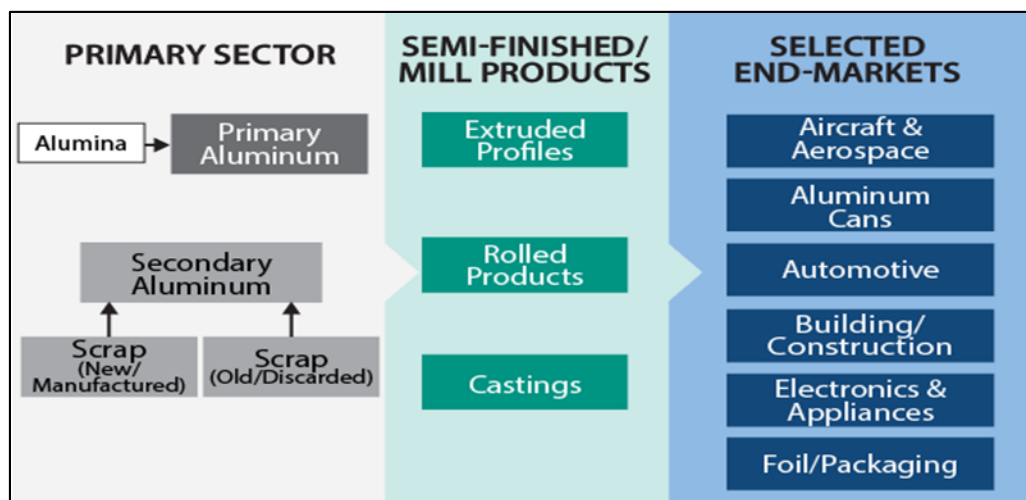 PRIMARY SECTOR
Alumina
Primary
Aluminum
Secondary
Aluminum
Scrap
(New/
Manufactured)
Scrap
(Old/Discarded)
SEMI-FINISHED/
MILL PRODUCTS
Extruded
Profiles
Rolled
Products
Castings
SELECTED
END-MARKETS
Aircraft &
Aerospace
Aluminum
Cans
Automotive
Building/
Construction
Electronics &
Appliances
Foil/Packaging